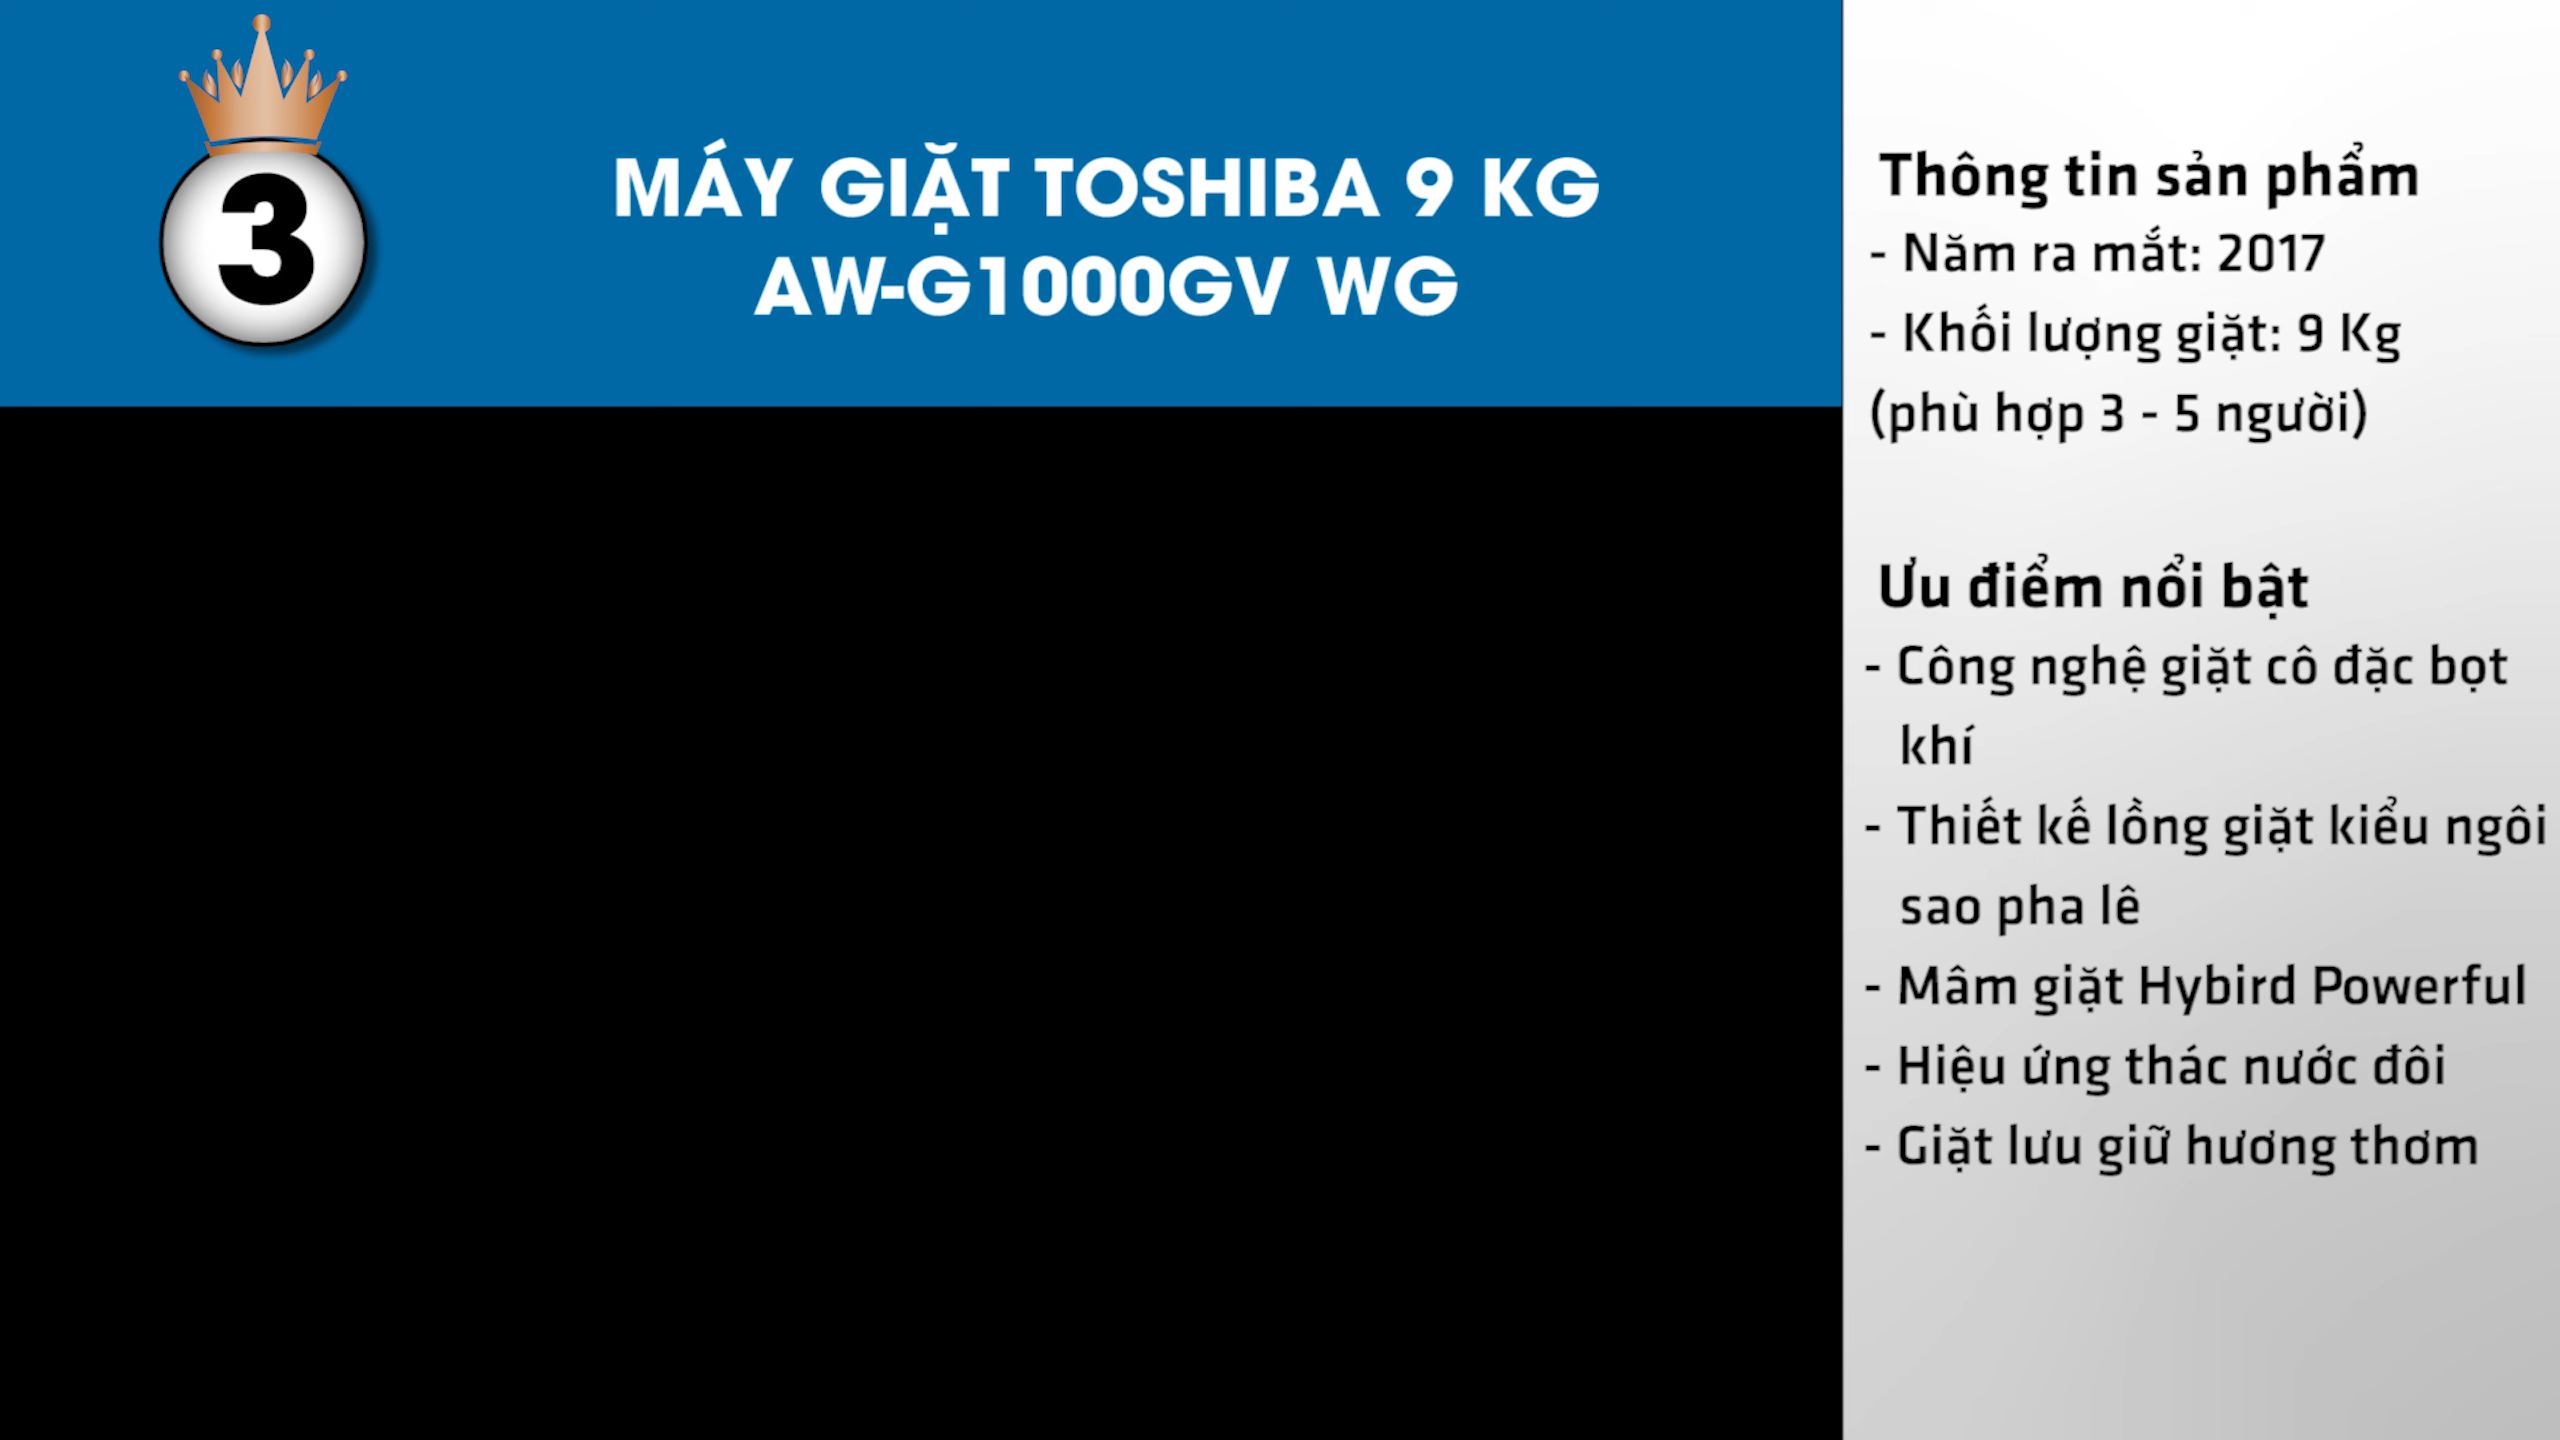 3
MÁY GIẶT TOSHIBA 9 KG
AW-G1000GV WG
Thông tin sản phẩm
- Năm ra mắt: 2017
- Khối lượng giặt: 9 Kg
(phù hợp 3 - 5 người)
Ưu điểm nổi bật
- Công nghệ giặt cô đặc bọt
khí
- Thiết kế lồng giặt kiểu ngôi
sao pha lê
- Mâm giặt Hybird Powerful
- Hiệu ứng thác nước đôi
- Giặt lưu giữ hương thơm